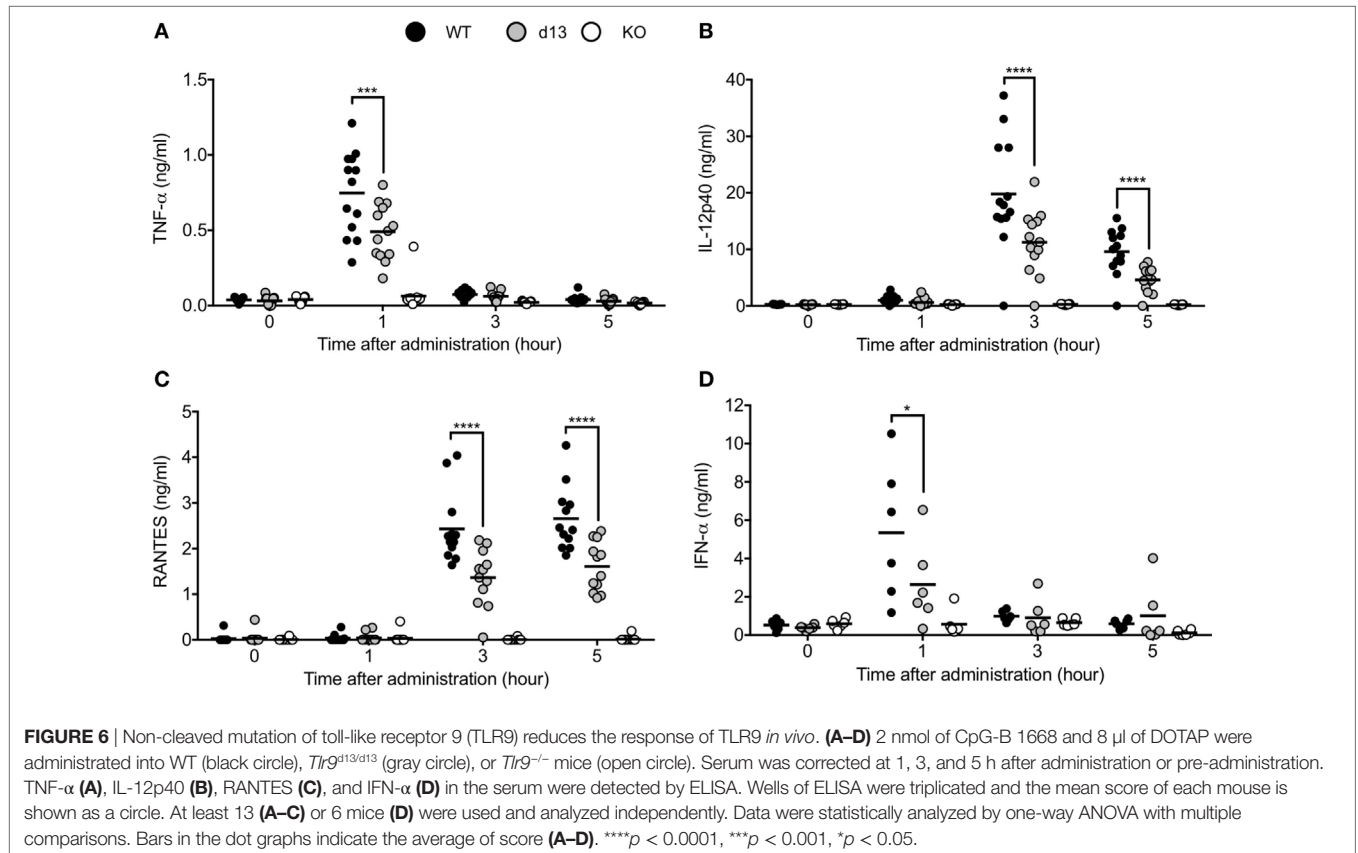 A
WT
d13
KO
B
1.5
1.0
0.5
0.0
TNF-α (ng/ml)
***
0
1
3
5
Time after administration (hour)
40
30
20
10
0
IL-12p40 (ng/ml)
****
****
0
1
3
5
Time after administration (hour)
C
5
4
3
2
1
0
RANTES (ng/ml)
****
****
0
1
3
5
Time after administration (hour)
D
12
10
8
6
4
2
0
IFN-α (ng/ml)
*
0
1
3
5
Time after administration (hour)
FIGURE 6 | Non-cleaved mutation of toll-like receptor 9 (TLR9) reduces the response of TLR9 in vivo. (A–D) 2 nmol of CpG-B 1668 and 8 µl of DOTAP were
administrated into WT (black circle), Tlr9d13/d13 (gray circle), or Tlr9−/− mice (open circle). Serum was corrected at 1, 3, and 5 h after administration or pre-administration.
TNF-α (A), IL-12p40 (B), RANTES (C), and IFN-α (D) in the serum were detected by ELISA. Wells of ELISA were triplicated and the mean score of each mouse is
shown as a circle. At least 13 (A–C) or 6 mice (D) were used and analyzed independently. Data were statistically analyzed by one-way ANOVA with multiple
comparisons. Bars in the dot graphs indicate the average of score (A–D). ****p < 0.0001, ***p < 0.001, *p < 0.05.